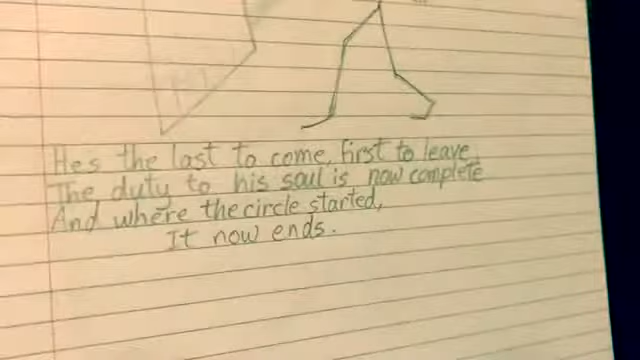 Hes the last to come, first to leave
The duty to his soul is now complete
And where the circle started,
It now ends.